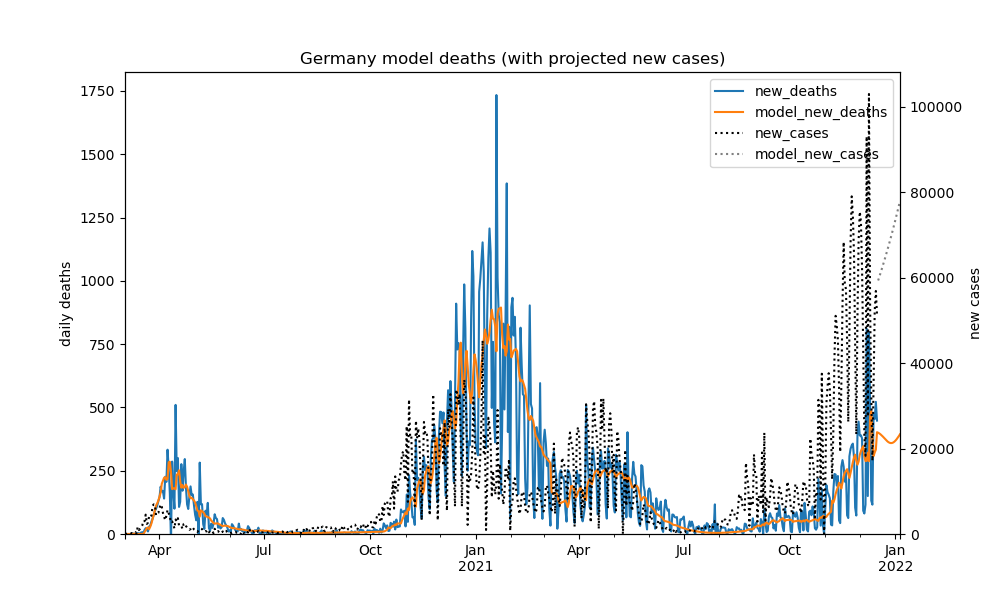 Germany model deaths (with projected new cases)
new_deaths
model_new_deaths
new_cases
model_new_cases
1750
1500
1250
1000
750
500
250
0
daily deaths
100000
80000
60000
40000
20000
0
new cases
Apr Jul Oct Jan Apr Jul Oct Jan
2021 2022